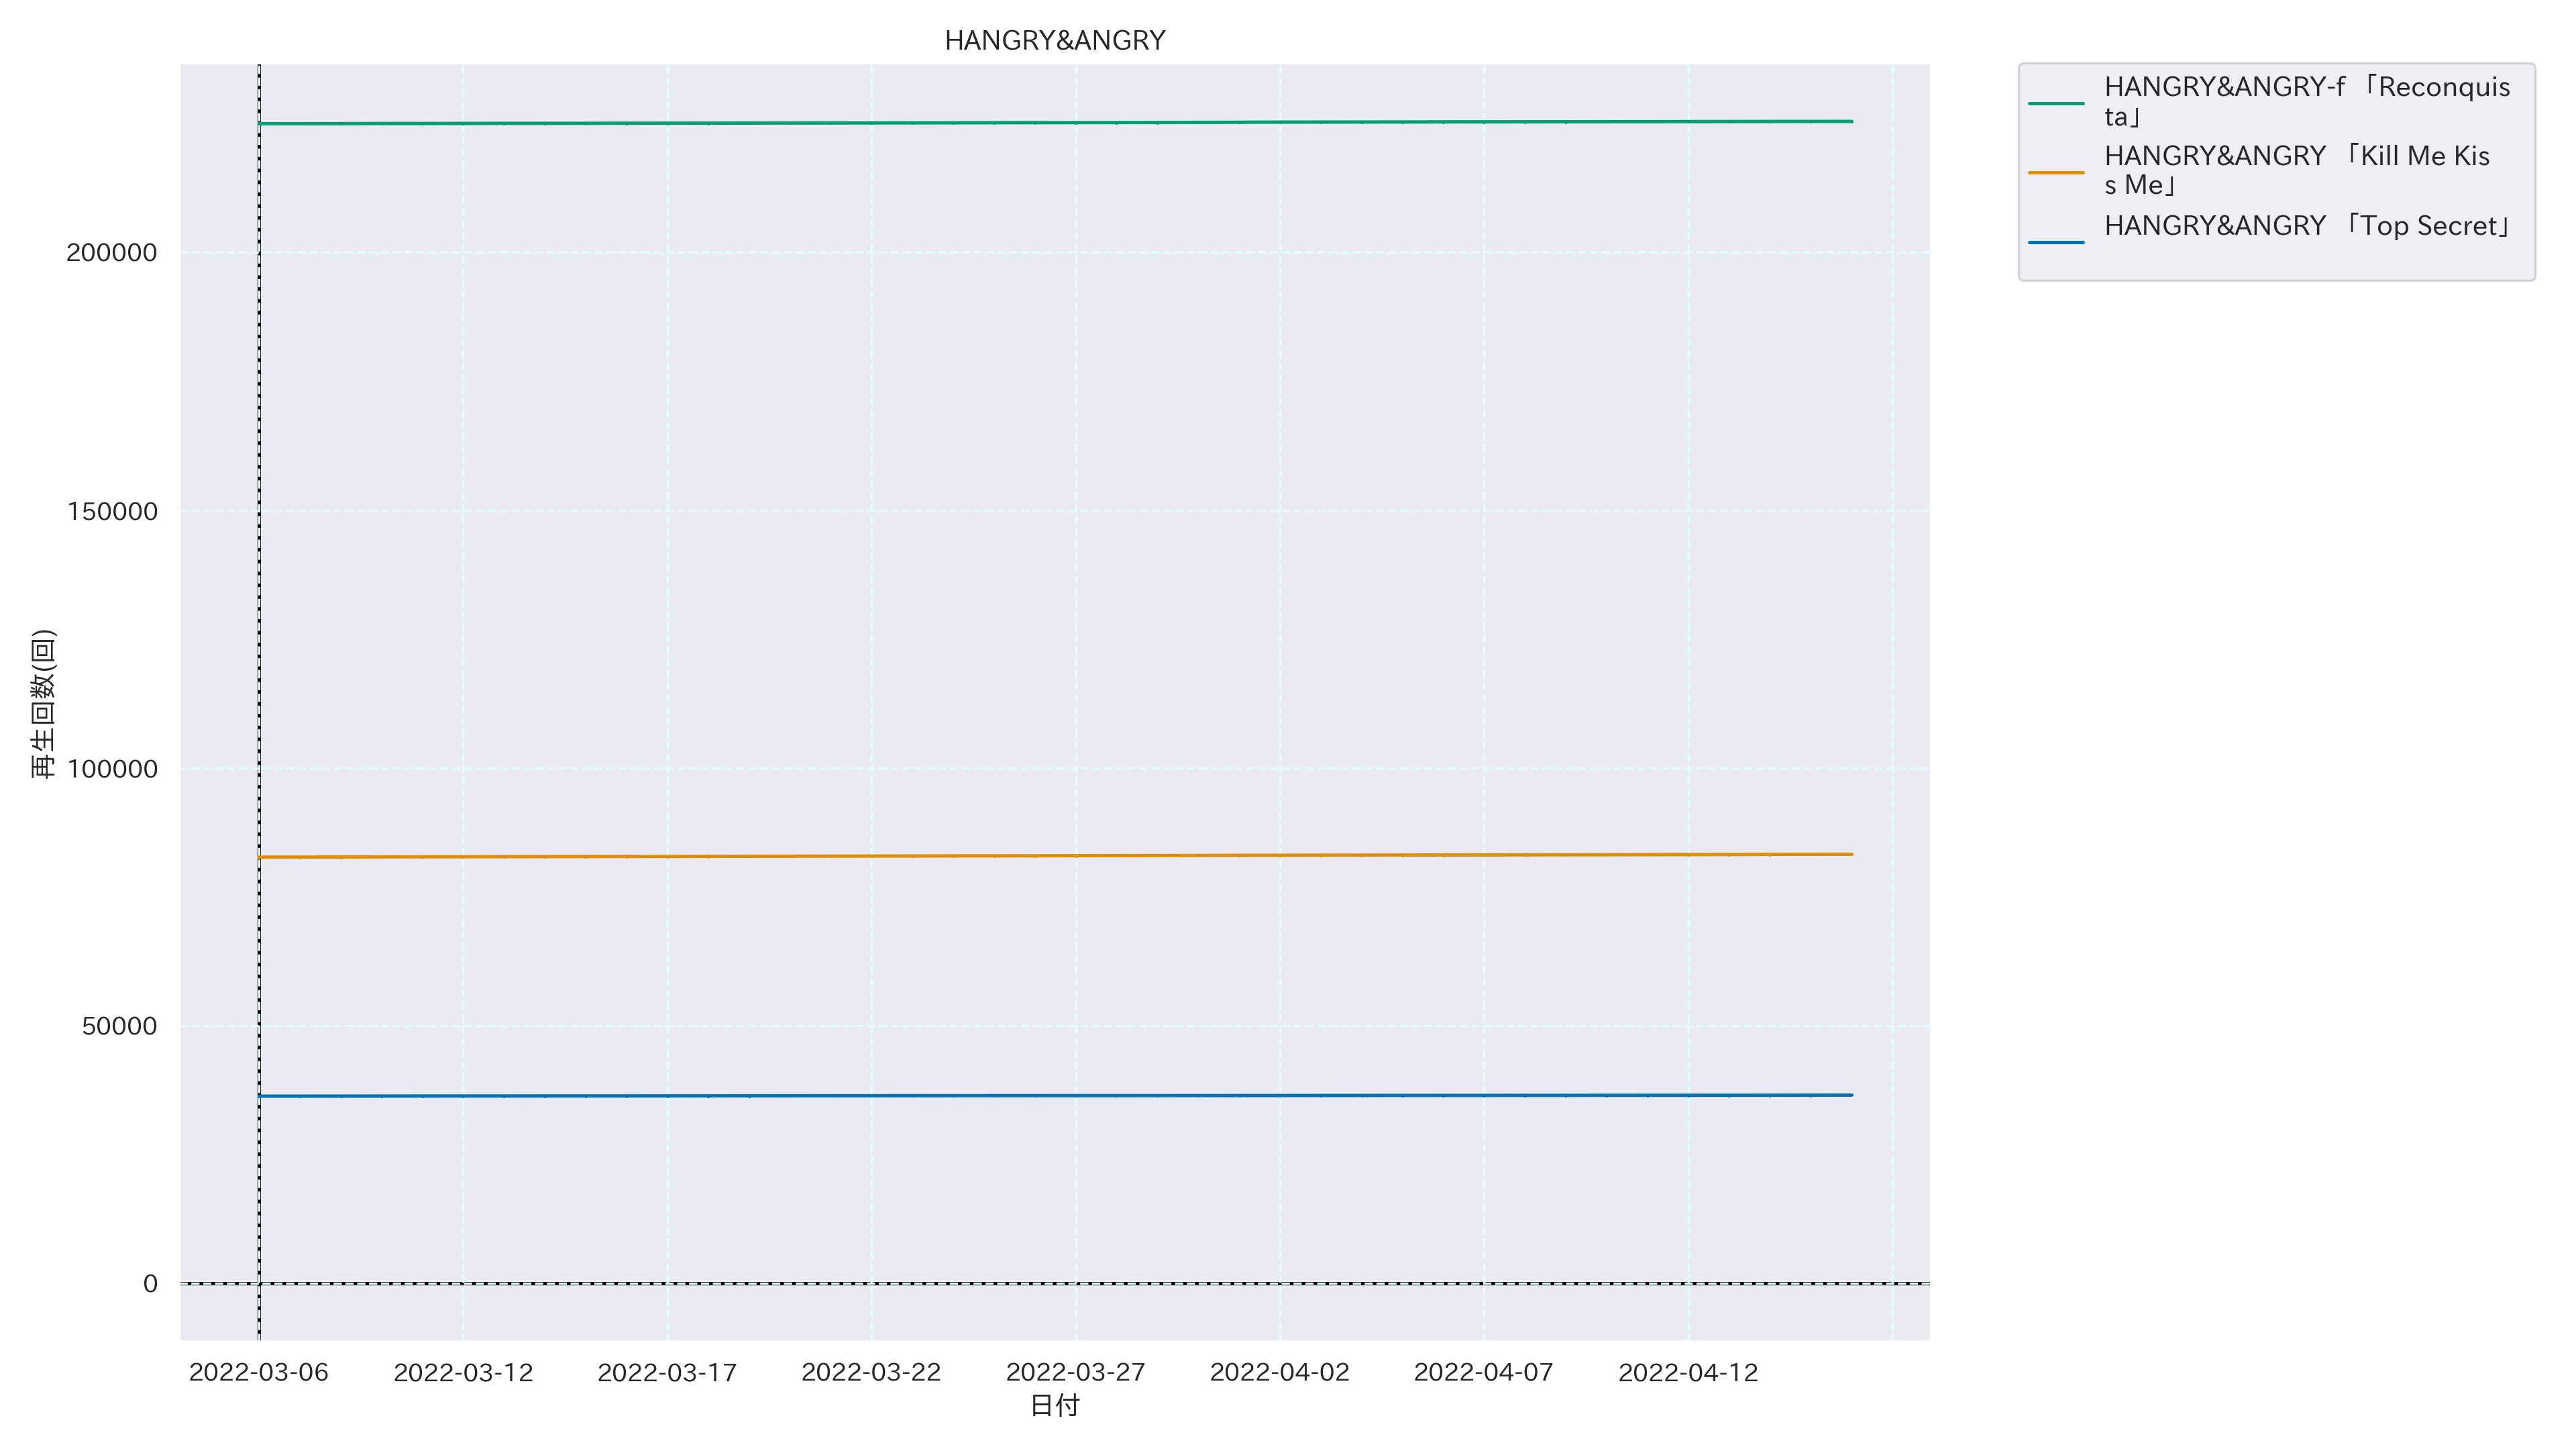 HANGRY&ANGRY
HANGRY&ANGRY-f 「Reconquis
ta」
HANGRY&ANGRY 「Kill Me Kis
s Me」
HANGRY&ANGRY 「Top Secret」
再生回数(回)
200000
150000
100000
50000
0
2022-03-06
2022-03-12
2022-03-17
2022-03-22
2022-03-27
2022-04-02
2022-04-07
2022-04-12
日付